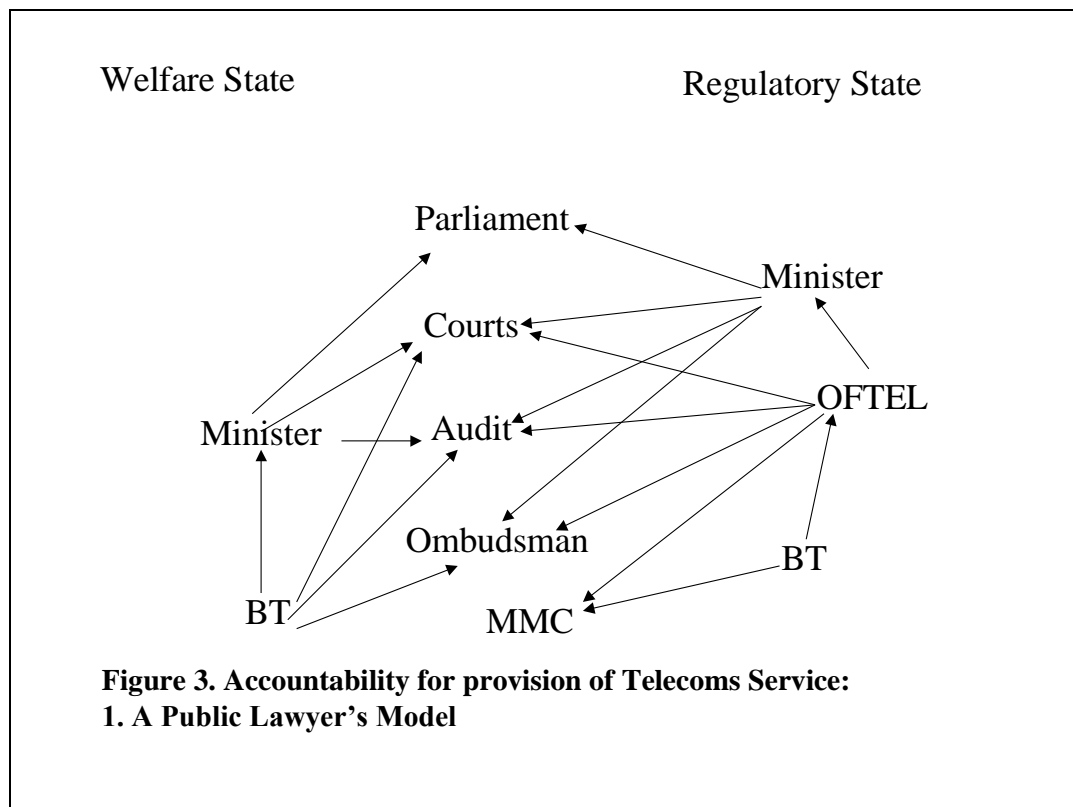 Welfare State
Regulatory State
Parliament
Minister
Courts
OFTEL
Minister
Audit
Ombudsman
BT
BT
MMC
Figure 3. Accountability for provision of Telecoms Service:
1. A Public Lawyer’s Model